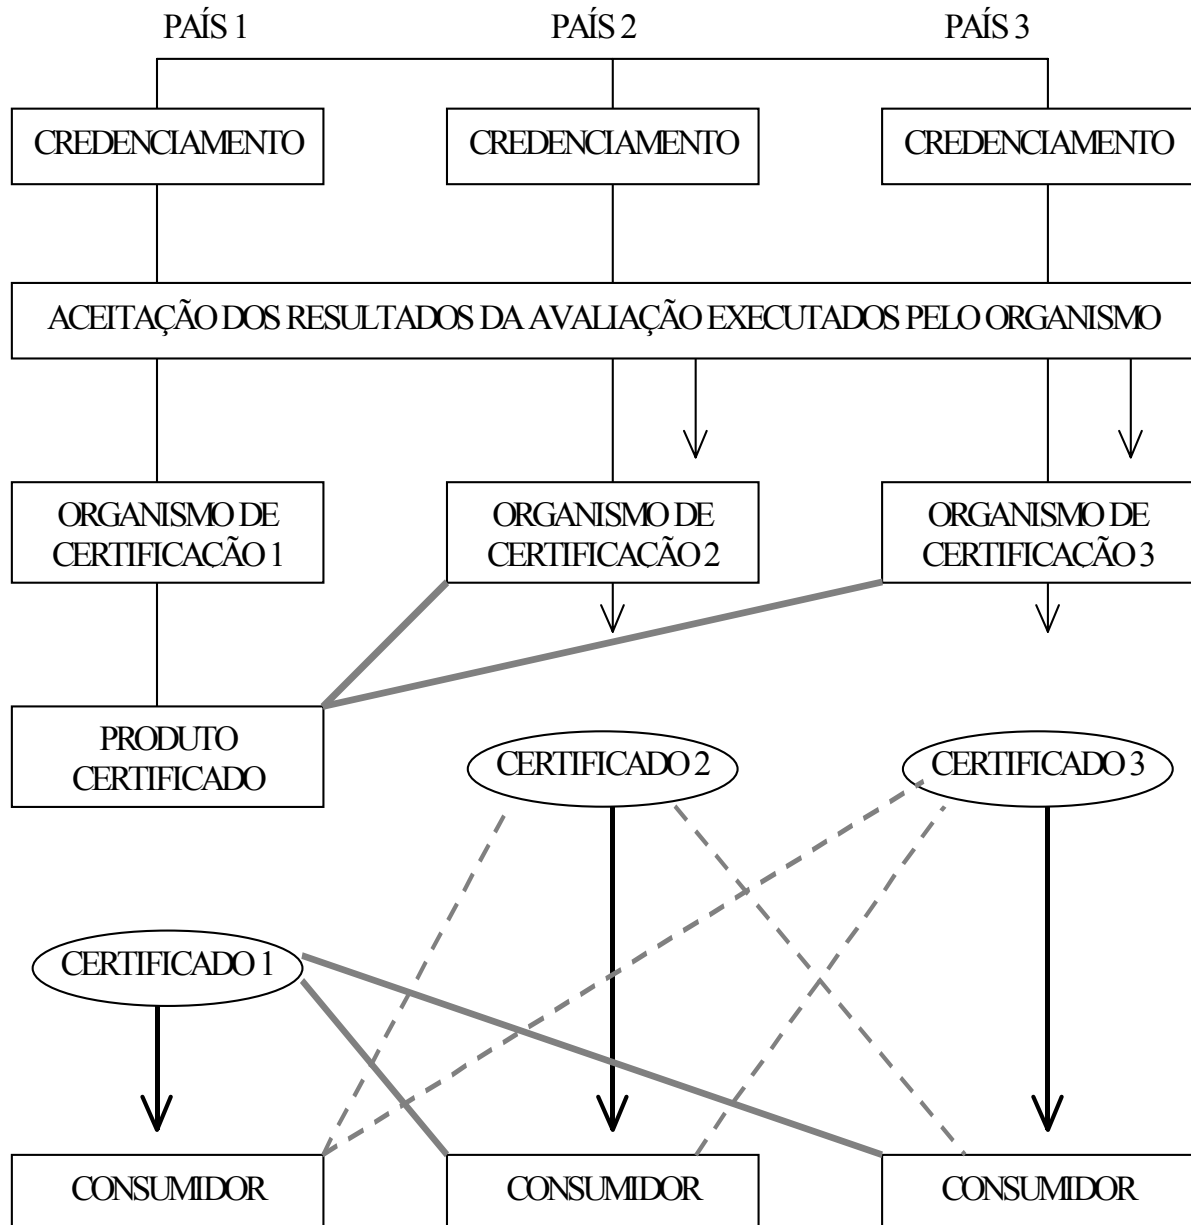 PAÍS 1
PAÍS 2
PAÍS 3
CREDENCIAMENTO
CREDENCIAMENTO
CREDENCIAMENTO
ACEITAÇÃO DOS RESULTADOS DA AVALIAÇÃO EXECUTADOS PELO ORGANISMO
ORGANISMO DE
CERTIFICAÇÃO 1
ORGANISMO DE
CERTIFICAÇÃO 2
ORGANISMO DE
CERTIFICAÇÃO 3
PRODUTO
CERTIFICADO
CERTIFICADO 2
CERTIFICADO 3
CERTIFICADO 1
CONSUMIDOR
CONSUMIDOR
CONSUMIDOR